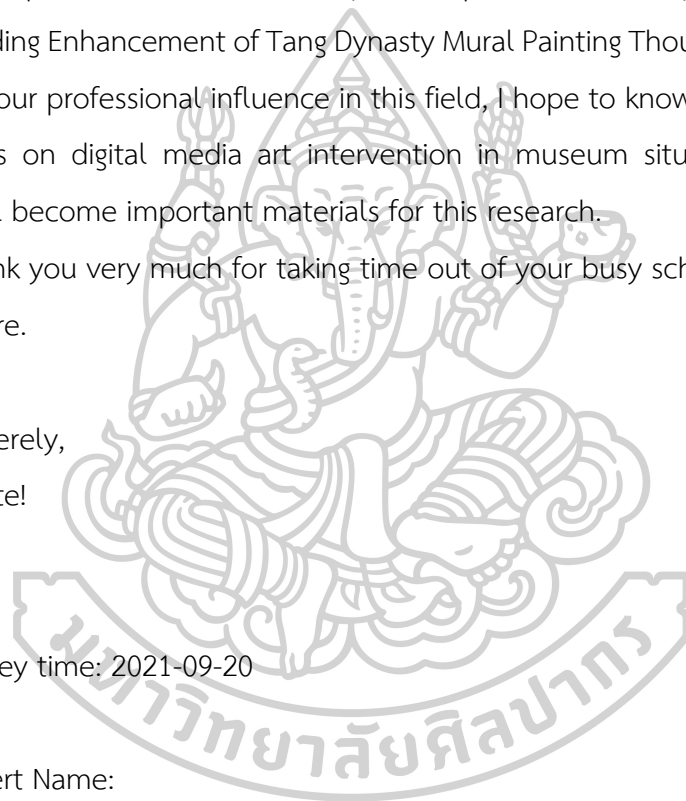 ding Enhancement of Tang Dynasty Mural Painting Thou
our professional influence in this field, I hope to know
s on digital media art intervention in museum situ
become important materials for this research.
nk you very much for taking time out of your busy sch
re.
erely,
te!
ey time: 2021-09-20
มหาวิทยาลัยศิลปากร
ert Name: